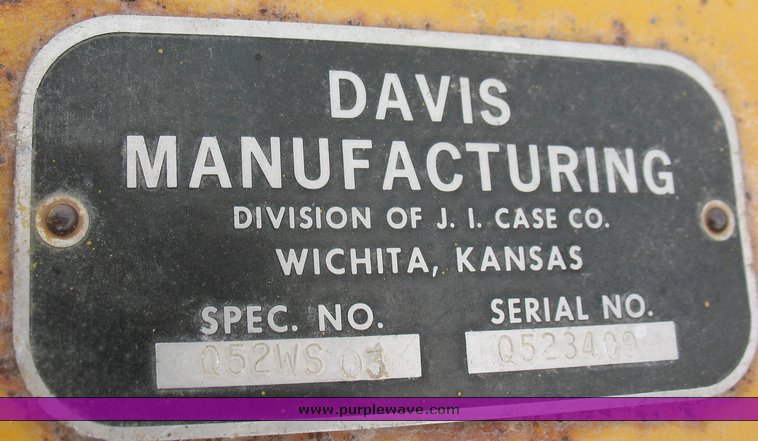 DAVIS
MANUFACTURING
DIVISION OF J. I. CASE CO.
WICHITA, KANSAS
SPEC. NO. SERIAL NO.
Q52WS 03 Q523409
www.purplewave.com